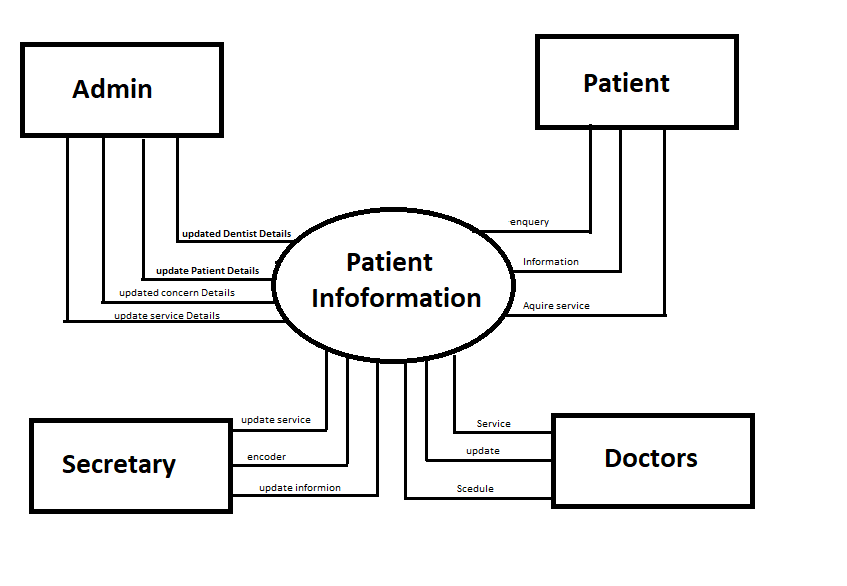 Admin
Patient
updated Dentist Details
update Patient Details
updated concern Details
update service Details
enquery
Information
Aquire service
Patient
Infoformation
update service
encoder
update informion
Secretary
Service
update
Scedule
Doctors